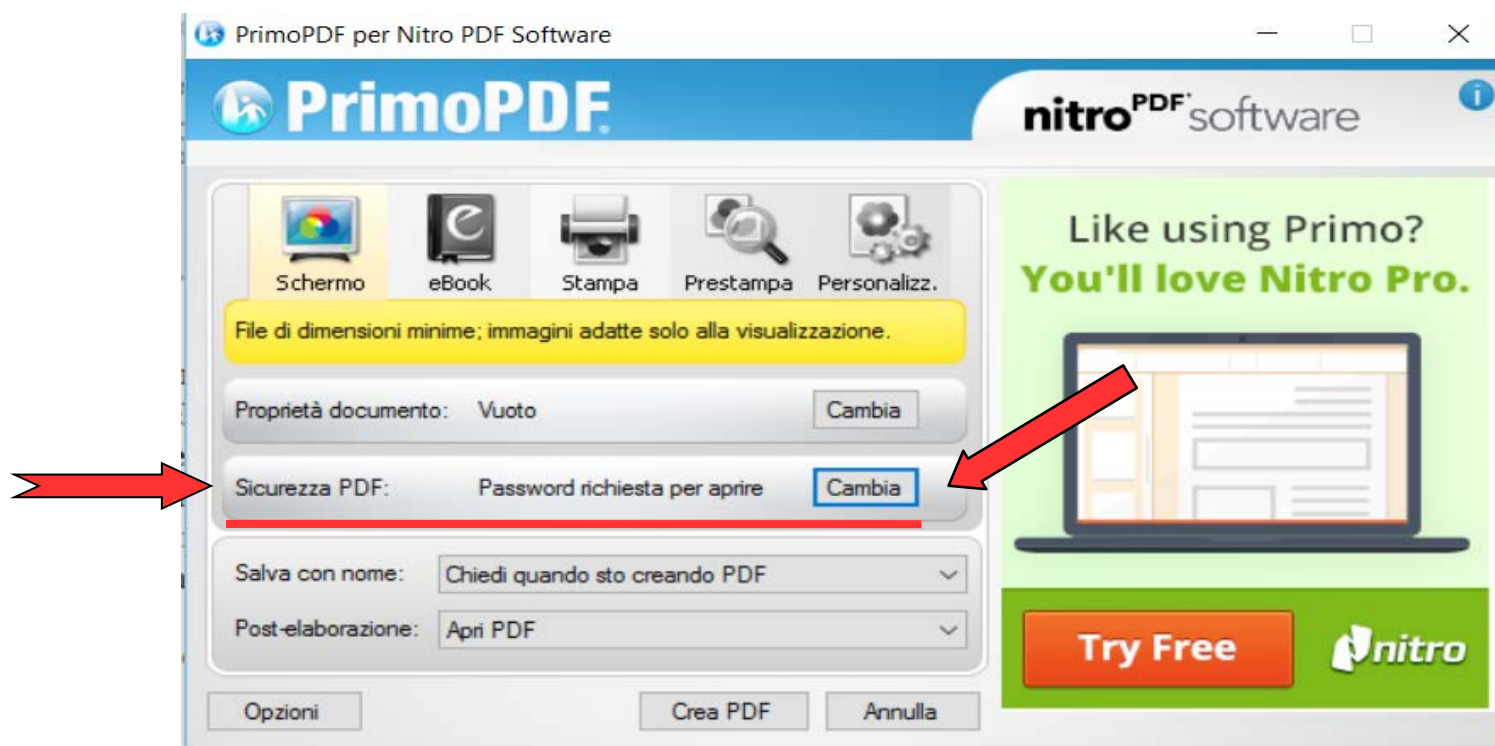 PrimoPDF per Nitro PDF Software
PrimoPDF
nitro PDF software
i
Schermo eBook Stampa Prestampa Personalizz.
File di dimensioni minime; immagini adatte solo alla visualizzazione.
Proprietà documento: Vuoto Cambia
Sicurezza PDF: Password richiesta per aprire Cambia
Salva con nome: Chiedi quando sto creando PDF
Post-elaborazione: Apri PDF
Opzioni Crea PDF Annulla
Like using Primo?
You'll love Nitro Pro.
Try Free nitro